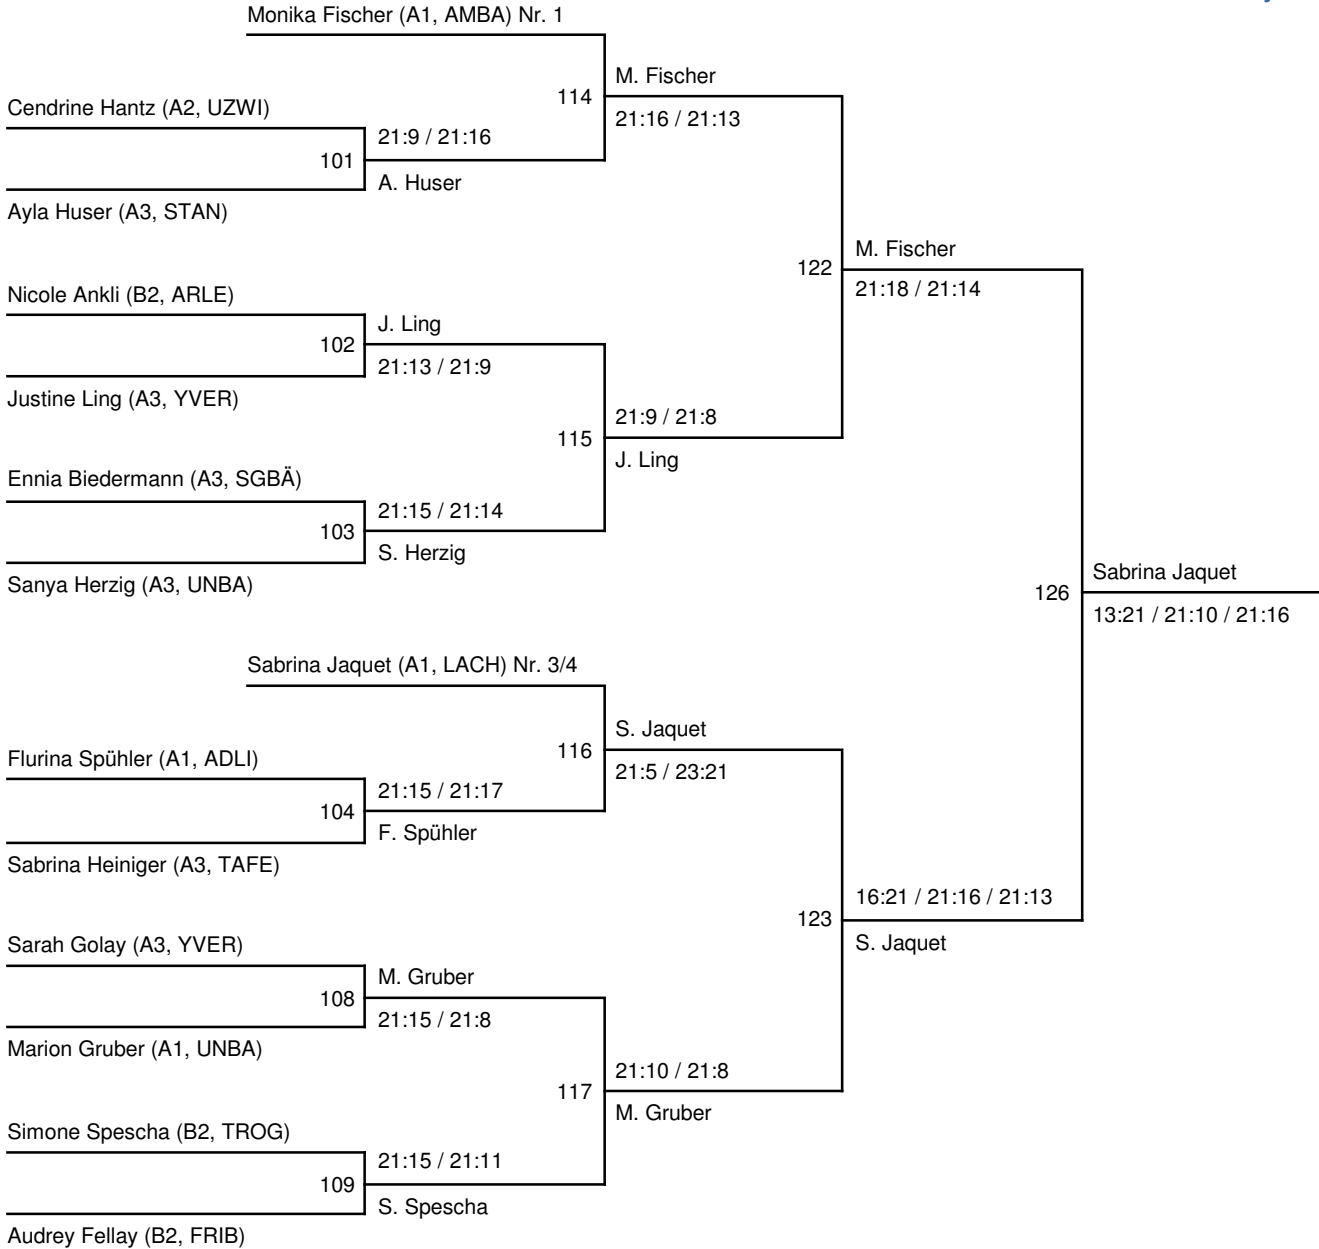 Monika Fischer (A1, AMBA) Nr. 1
M. Fischer
114
21:16 / 21:13
Cendrine Hantz (A2, UZWI)
21:9 / 21:16
101
A. Huser
Ayla Huser (A3, STAN)
M. Fischer
122
21:18 / 21:14
Nicole Ankli (B2, ARLE)
J. Ling
102
21:13 / 21:9
Justine Ling (A3, YVER)
21:9 / 21:8
115
J. Ling
Ennia Biedermann (A3, SGBÄ)
21:15 / 21:14
103
S. Herzig
Sanya Herzig (A3, UNBA)
Sabrina Jaquet
126
13:21 / 21:10 / 21:16
Sabrina Jaquet (A1, LACH) Nr. 3/4
S. Jaquet
116
21:5 / 23:21
Flurina Spühler (A1, ADLI)
21:15 / 21:17
104
F. Spühler
Sabrina Heiniger (A3, TAFE)
16:21 / 21:16 / 21:13
123
S. Jaquet
Sarah Golay (A3, YVER)
M. Gruber
108
21:15 / 21:8
Marion Gruber (A1, UNBA)
21:10 / 21:8
117
M. Gruber
Simone Spescha (B2, TROG)
21:15 / 21:11
109
S. Spescha
Audrey Fellay (B2, FRIB)